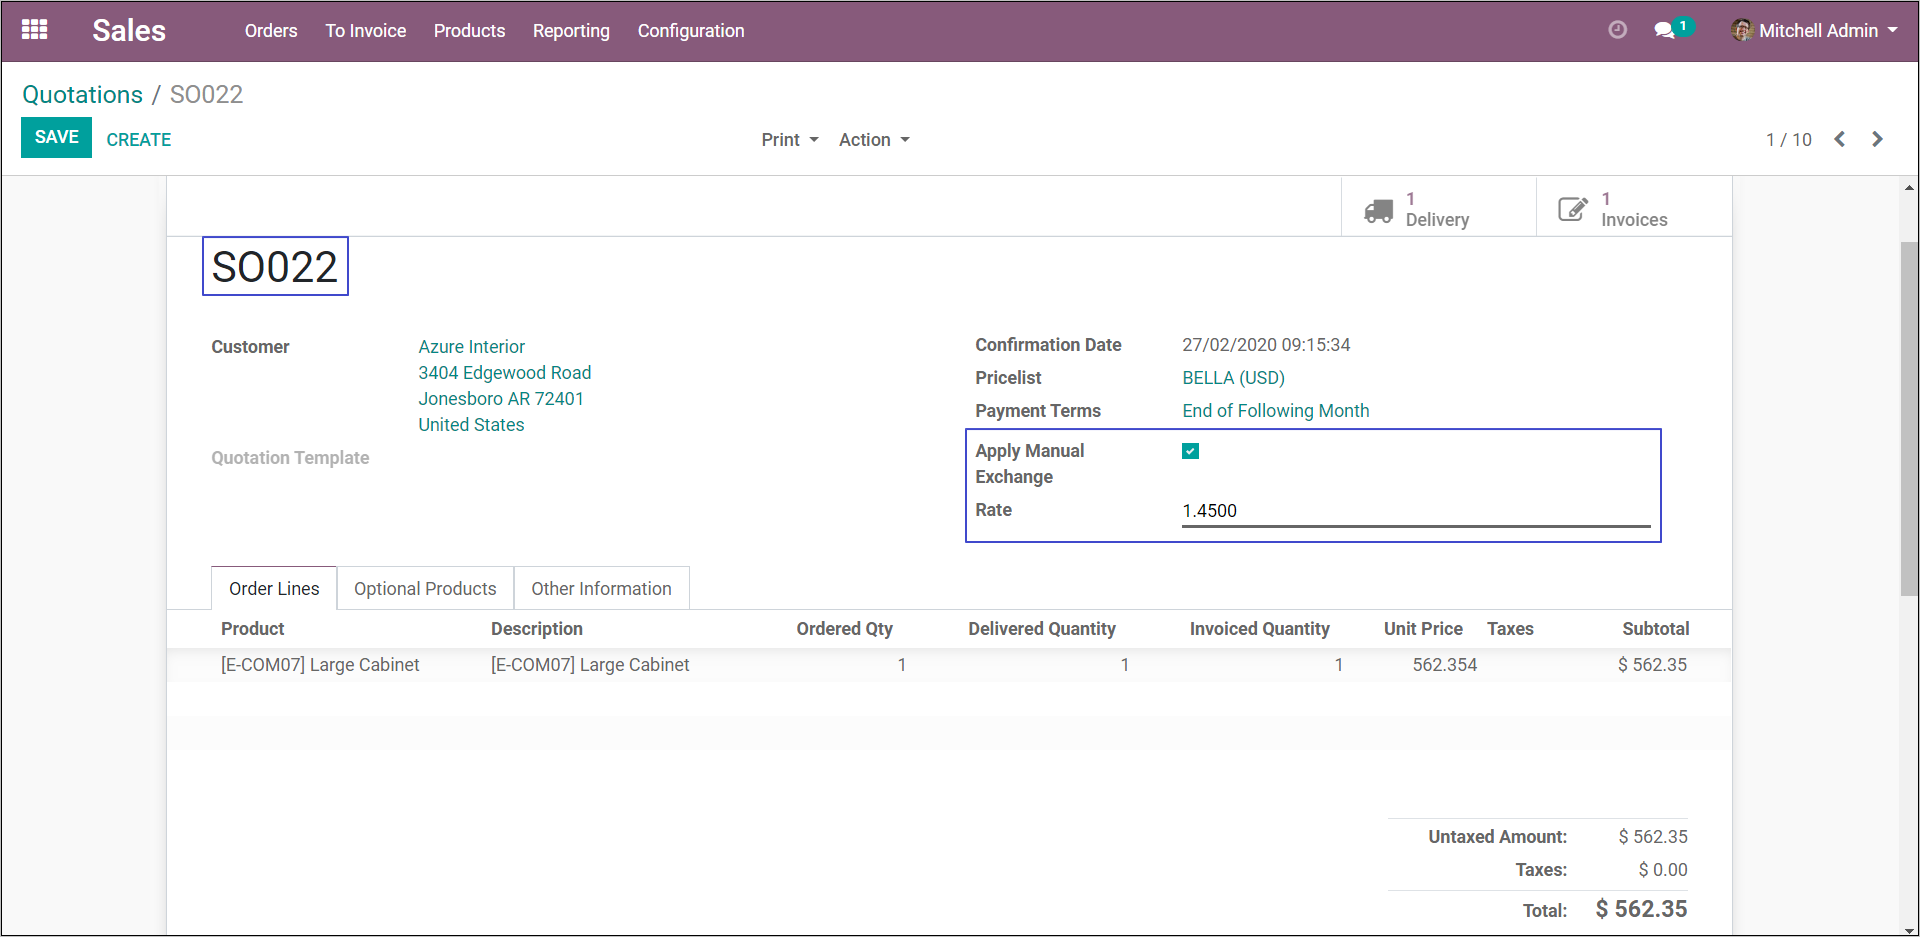 Sales Orders To Invoice Products Reporting Configuration 1 Mitchell Admin
Quotations / SO022
SAVE CREATE Print Action 1 / 10
1 Delivery
1 Invoices
SO022
Customer Azure Interior
3404 Edgewood Road
Jonesboro AR 72401
United States
Quotation Template
Confirmation Date 27/02/2020 09:15:34
Pricelist BELLA (USD)
Payment Terms End of Following Month
Apply Manual
Exchange
Rate 1.4500
Order Lines Optional Products Other Information
Product Description Ordered Qty Delivered Quantity Invoiced Quantity Unit Price Taxes Subtotal
[E-COM07] Large Cabinet [E-COM07] Large Cabinet 1 1 1 562.354 $ 562.35
Untaxed Amount: $ 562.35
Taxes: $ 0.00
Total: $ 562.35